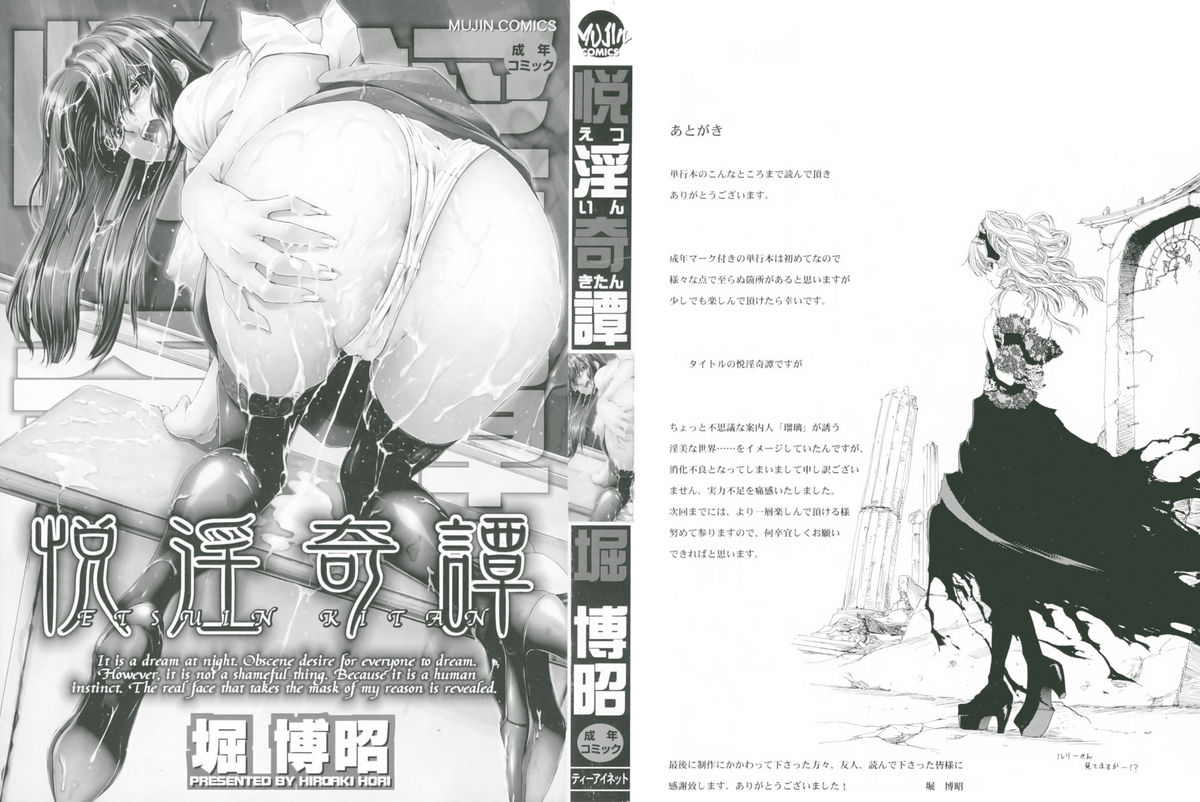 MUJIN COMICS
成年
コミック
悦淫奇譚
ETSUIN KITAN
It is a dream at night. Obscene desire for everyone to dream.
However, it is not a shameful thing. Because it is a human
instinct. The real face that takes the mask of my reason is revealed.
堀 博昭
PRESENTED BY HIROAKI HORI
MUJIN
COMICS
悦
えつ
淫
いん
奇
きたん
譚
堀 博昭
成年
コミック
ティーアイネット
あとがき
単行本のこんなところまで読んで頂き
ありがとうございます。
成年マーク付きの単行本は初めてなので
様々な点で至らぬ箇所があると思いますが
少しでも楽しんで頂けたら幸いです。
タイトルの悦淫奇譚ですが
ちょっと不思議な案内人「瑠璃」が誘う
淫美な世界……をイメージしていたんですが、
消化不良となってしまいまして申し訳ござい
ません。実力不足を痛感いたしました。
次回までには、より一層楽しんで頂ける様
努めて参りますので、何卒宜しくお願い
できればと思います。
ルリーさん
見てますかー!?
最後に制作にかかわって下さった方々、友人、読んで下さった皆様に
感謝致します。ありがとうございました！ 堀 博昭